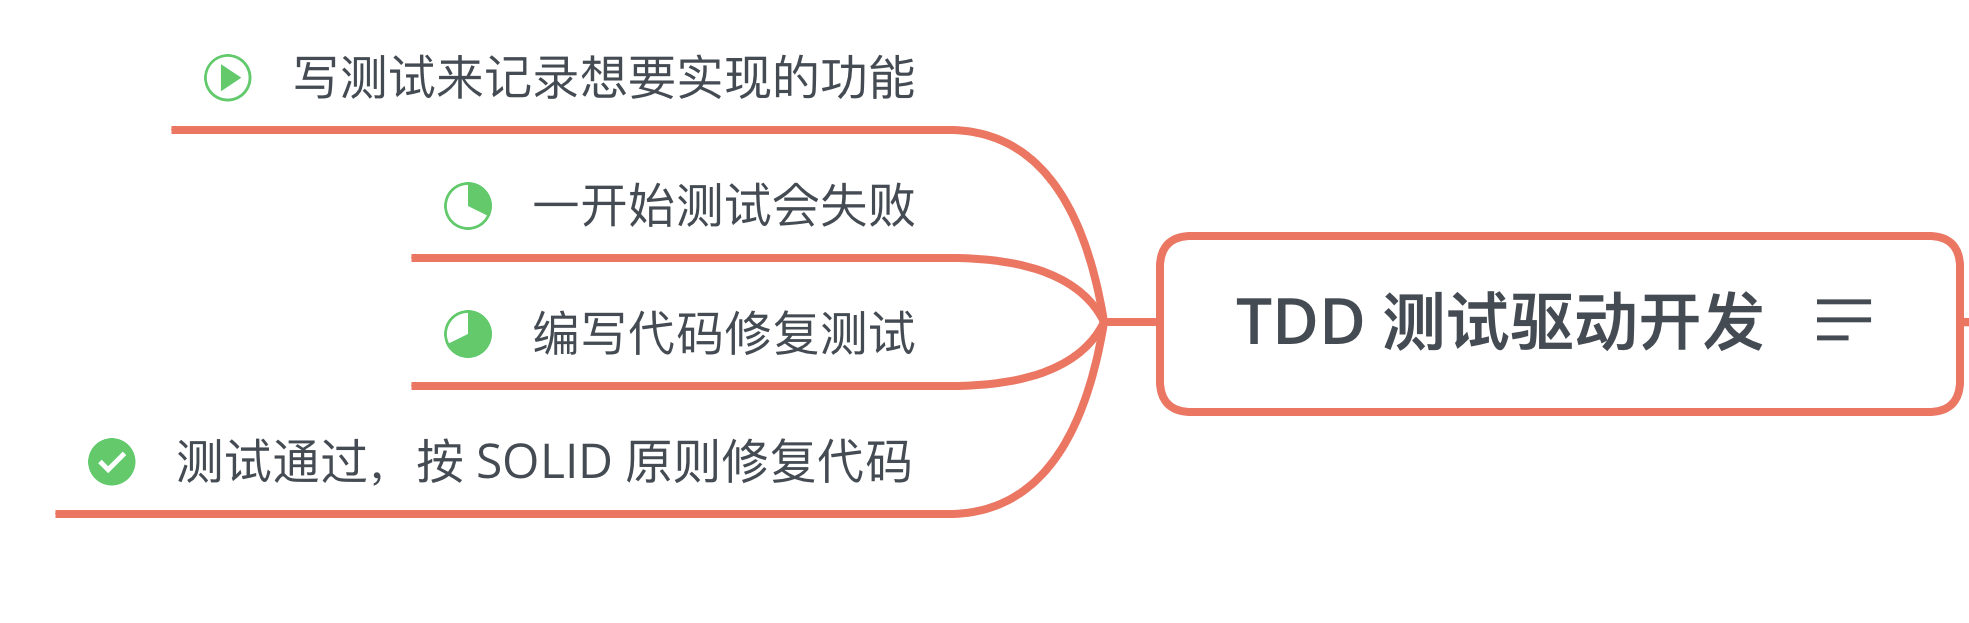 写测试来记录想要实现的功能
一开始测试会失败
编写代码修复测试
测试通过，按 SOLID 原则修复代码
TDD 测试驱动开发